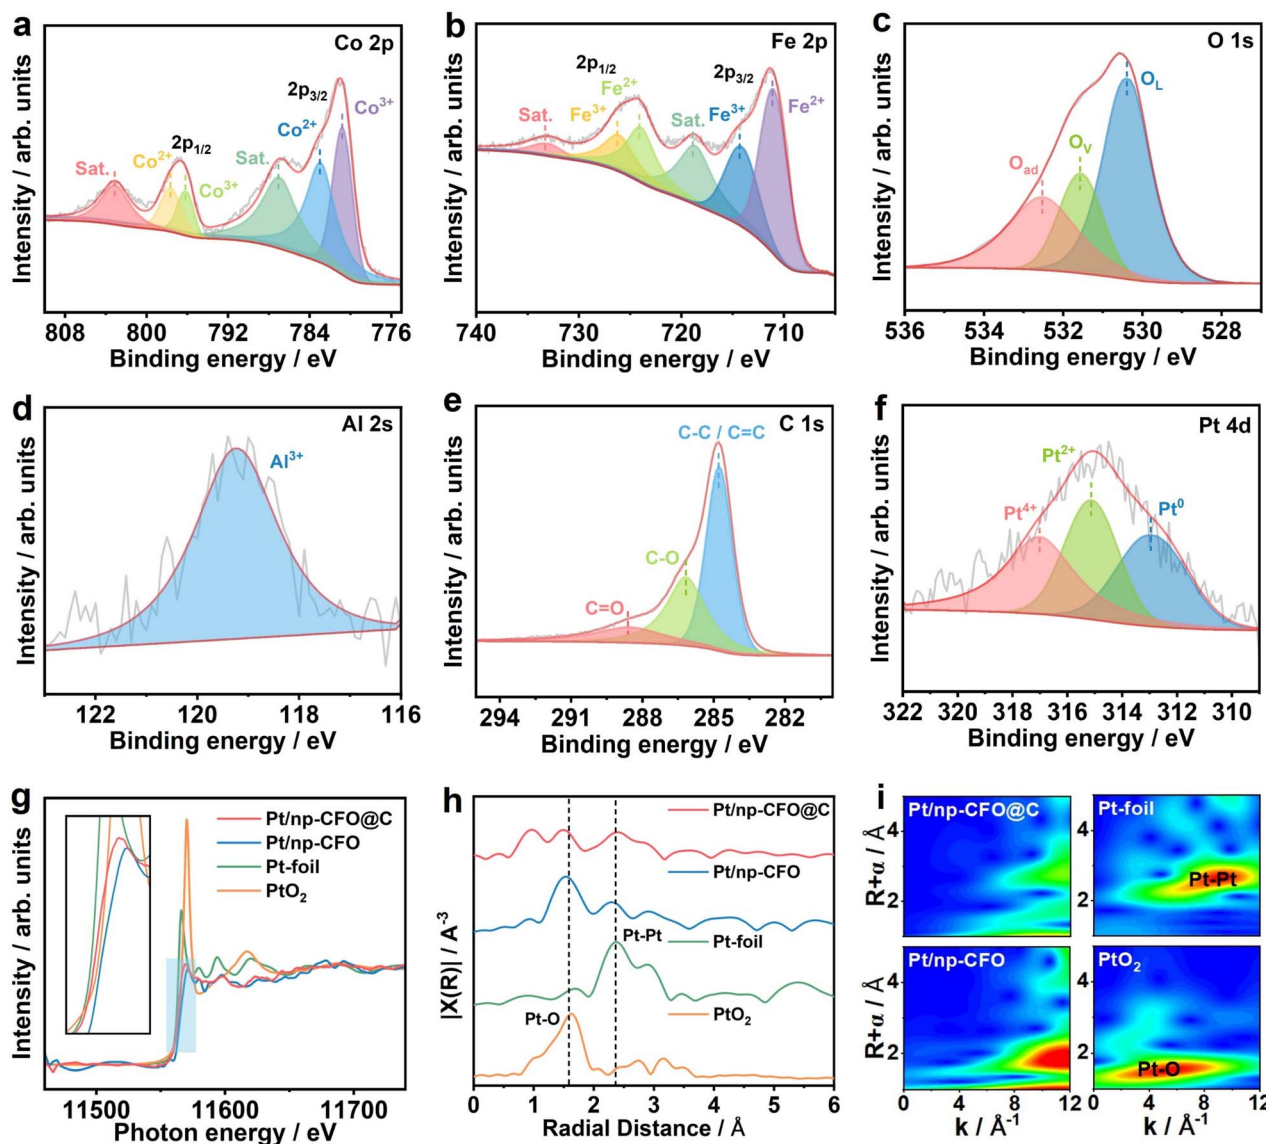 a
Co 2p
Intensity / arb. units
Sat.
Co²⁺
2p₁/₂
Co³⁺
Sat.
2p₃/₂
Co²⁺
Co³⁺
808 800 792 784 776
Binding energy / eV
b
Fe 2p
Intensity / arb. units
Sat.
2p₁/₂
Fe³⁺
Fe²⁺
Sat.
2p₃/₂
Fe³⁺
Fe²⁺
740 730 720 710
Binding energy / eV
c
O 1s
Intensity / arb. units
O_ad
O_V
O_L
536 534 532 530 528
Binding energy / eV
d
Al 2s
Intensity / arb. units
Al³⁺
122 120 118 116
Binding energy / eV
e
C 1s
Intensity / arb. units
C-C / C=C
C-O
C=O
294 291 288 285 282
Binding energy / eV
f
Pt 4d
Intensity / arb. units
Pt⁴⁺
Pt²⁺
Pt⁰
322 320 318 316 314 312 310
Binding energy / eV
g
Intensity / arb. units
Pt/np-CFO@C
Pt/np-CFO
Pt-foil
PtO₂
11500 11600 11700
Photon energy / eV
h
|X(R)| / A⁻³
Pt/np-CFO@C
Pt/np-CFO
Pt-Pt
Pt-foil
Pt-O
PtO₂
0 1 2 3 4 5 6
Radial Distance / Å
i
Pt/np-CFO@C
R+α / Å
4
2
Pt-foil
4
2
Pt-Pt
Pt/np-CFO
R+α / Å
4
2
0 4 8 12
PtO₂
4
2
Pt-O
0 4 8 12
k / Å⁻¹
k / Å⁻¹